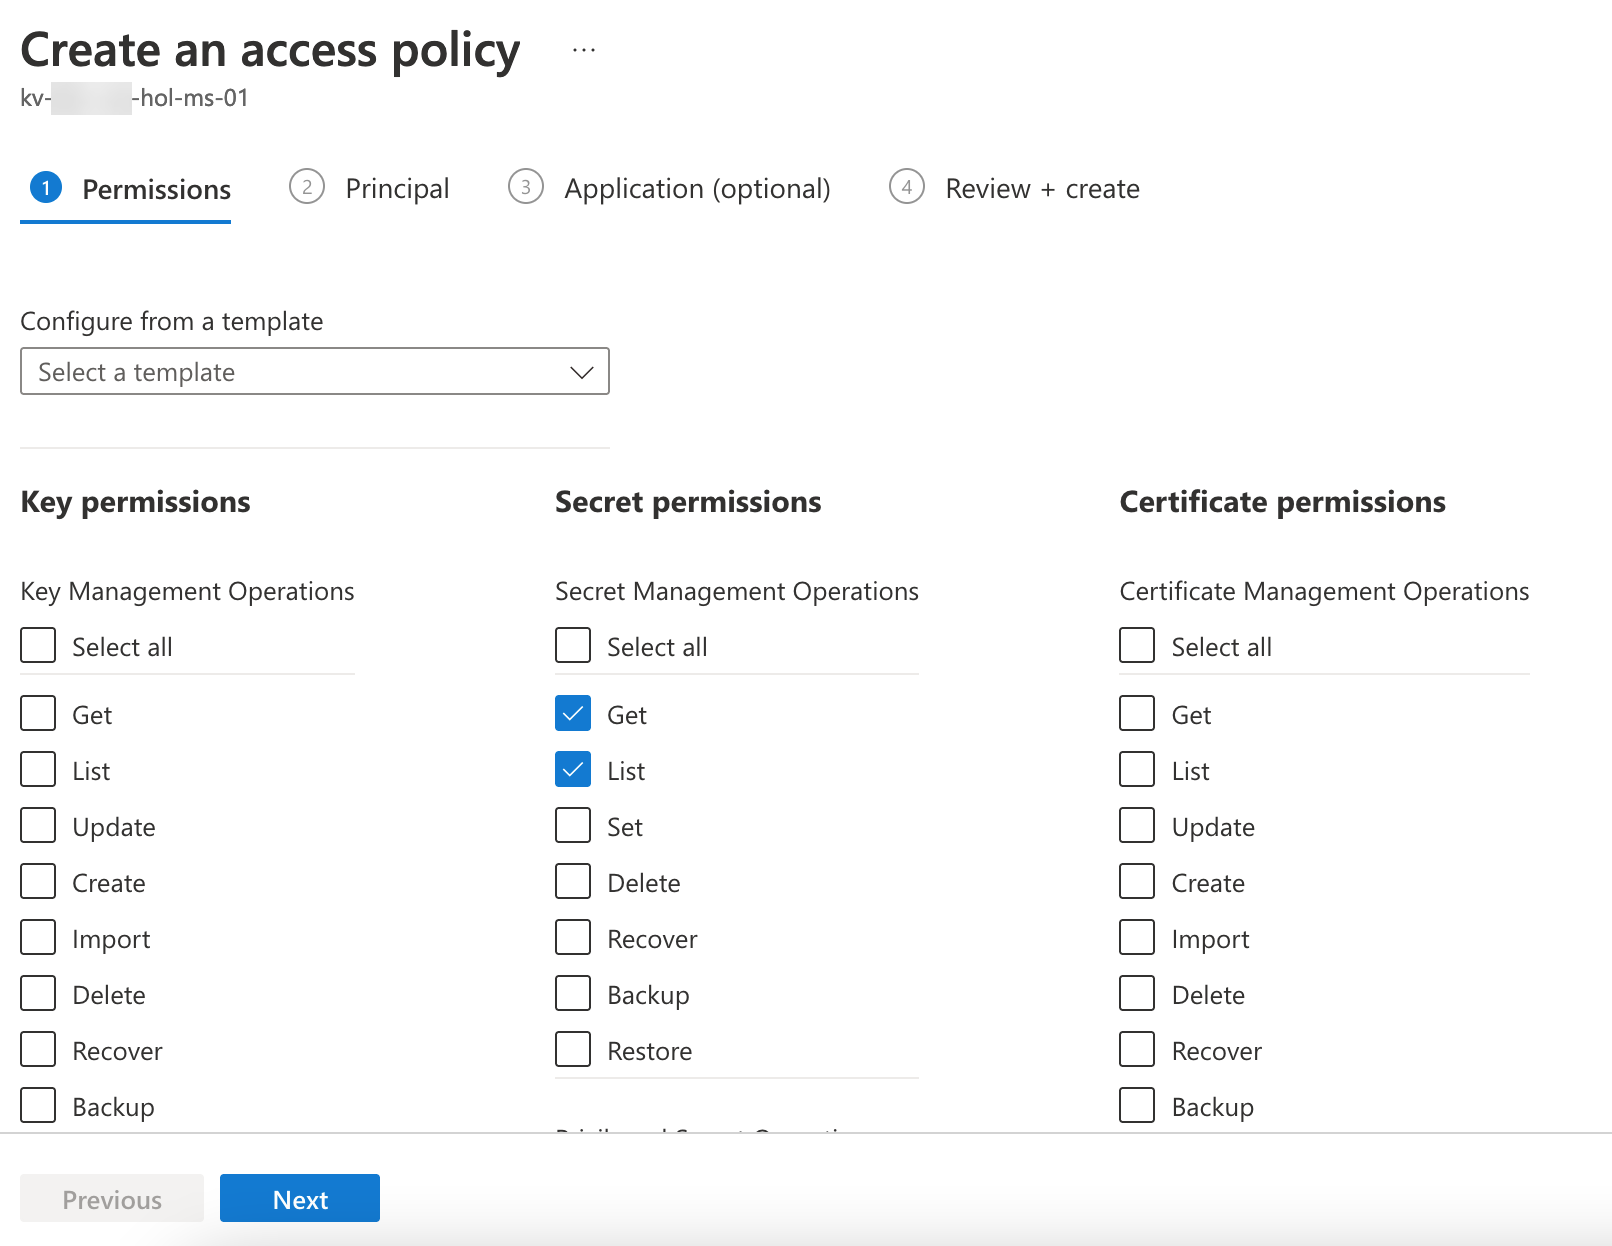 Create an access policy ...
kv- -hol-ms-01
1 Permissions 2 Principal 3 Application (optional) 4 Review + create
Configure from a template
Select a template
Key permissions
Key Management Operations
Select all
Get
List
Update
Create
Import
Delete
Recover
Backup
Secret permissions
Secret Management Operations
Select all
Get
List
Set
Delete
Recover
Backup
Restore
Certificate permissions
Certificate Management Operations
Select all
Get
List
Update
Create
Import
Delete
Recover
Backup
Previous Next